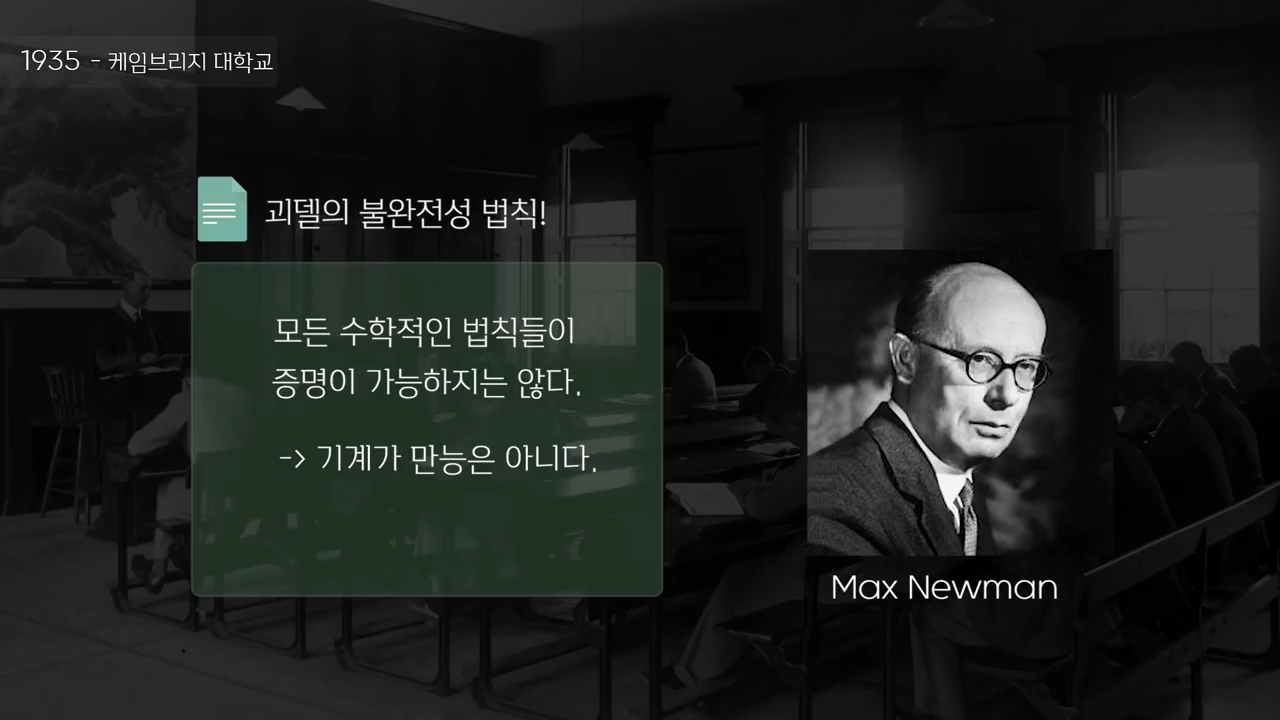 1935 - 케임브리지 대학교
괴델의 불완전성 법칙!
모든 수학적인 법칙들이
증명이 가능하지는 않다.
-> 기계가 만능은 아니다.
Max Newman